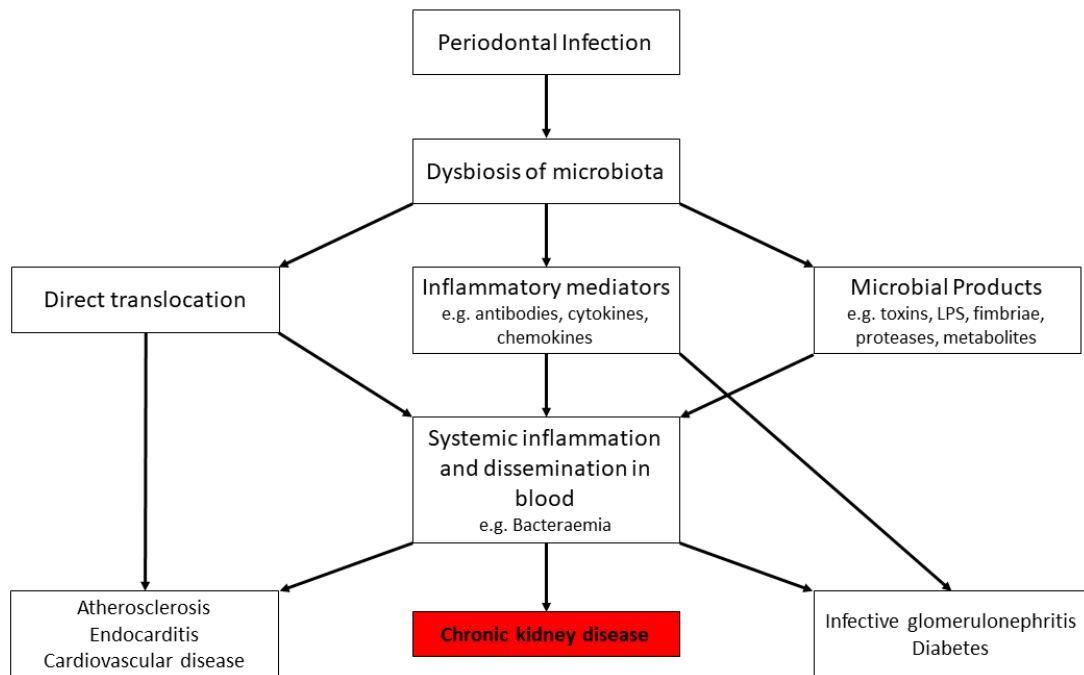 Periodontal Infection
Dysbiosis of microbiota
Direct translocation
Inflammatory mediators
e.g. antibodies, cytokines,
chemokines
Microbial Products
e.g. toxins, LPS, fimbriae,
proteases, metabolites
Systemic inflammation
and dissemination in
blood
e.g. Bacteraemia
Atherosclerosis
Endocarditis
Cardiovascular disease
Chronic kidney disease
Infective glomerulonephritis
Diabetes